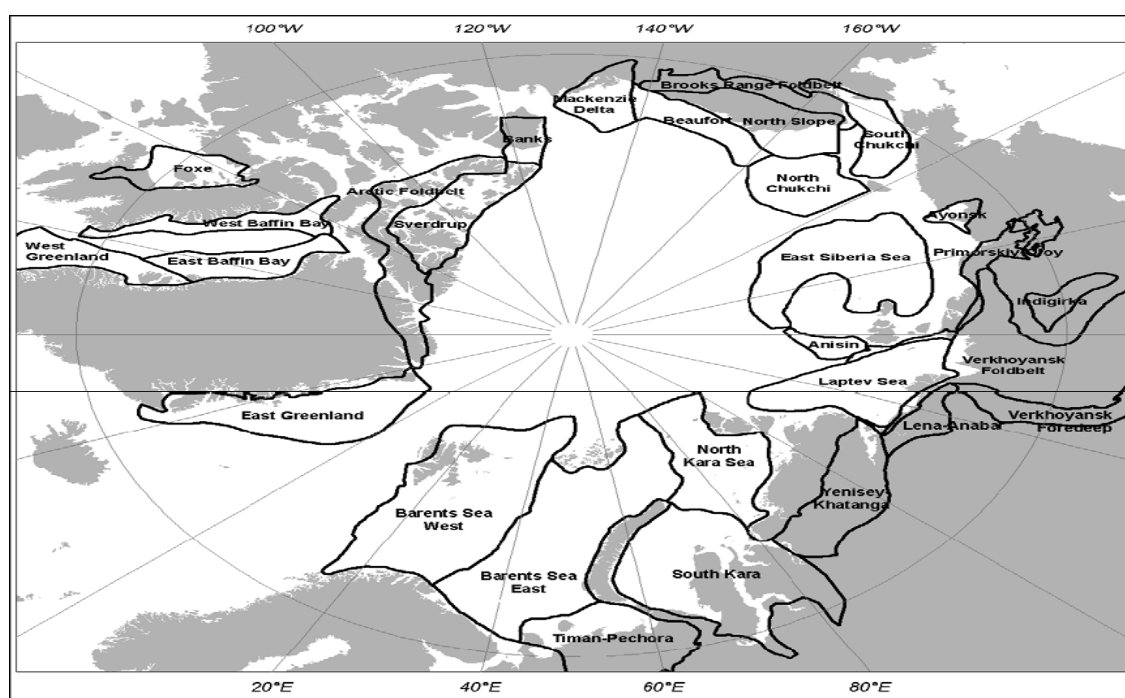 100°W 120°W 140°W 160°W
Brooks Range Foldbelt
Mackenzie
Delta
Beaufort
North Slope
Banks
South
Chukchi
Foxe
North
Chukchi
Arctic Foldbelt
Ayonsk
West Baffin Bay
Sverdrup
West
Greenland
East Baffin Bay
East Siberia Sea
Indigirka
Anisin
Verkhoyansk
Foldbelt
Laptev Sea
East Greenland
Lena-Anaba
Verkhoyansk
Foredeep
North
Kara Sea
Yenisey-
Khatanga
Barents Sea
West
Barents Sea
East
South Kara
Timan-Pechora
20°E 40°E 60°E 80°E